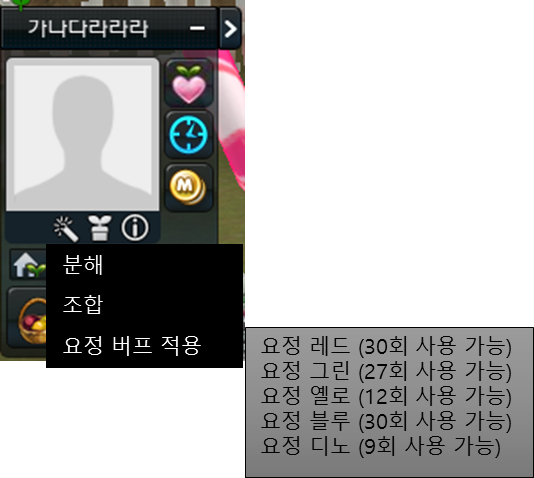 가나다라라라
M
분해
조합
요정 버프 적용
요정 레드 (30회 사용 가능)
요정 그린 (27회 사용 가능)
요정 옐로 (12회 사용 가능)
요정 블루 (30회 사용 가능)
요정 디노 (9회 사용 가능)